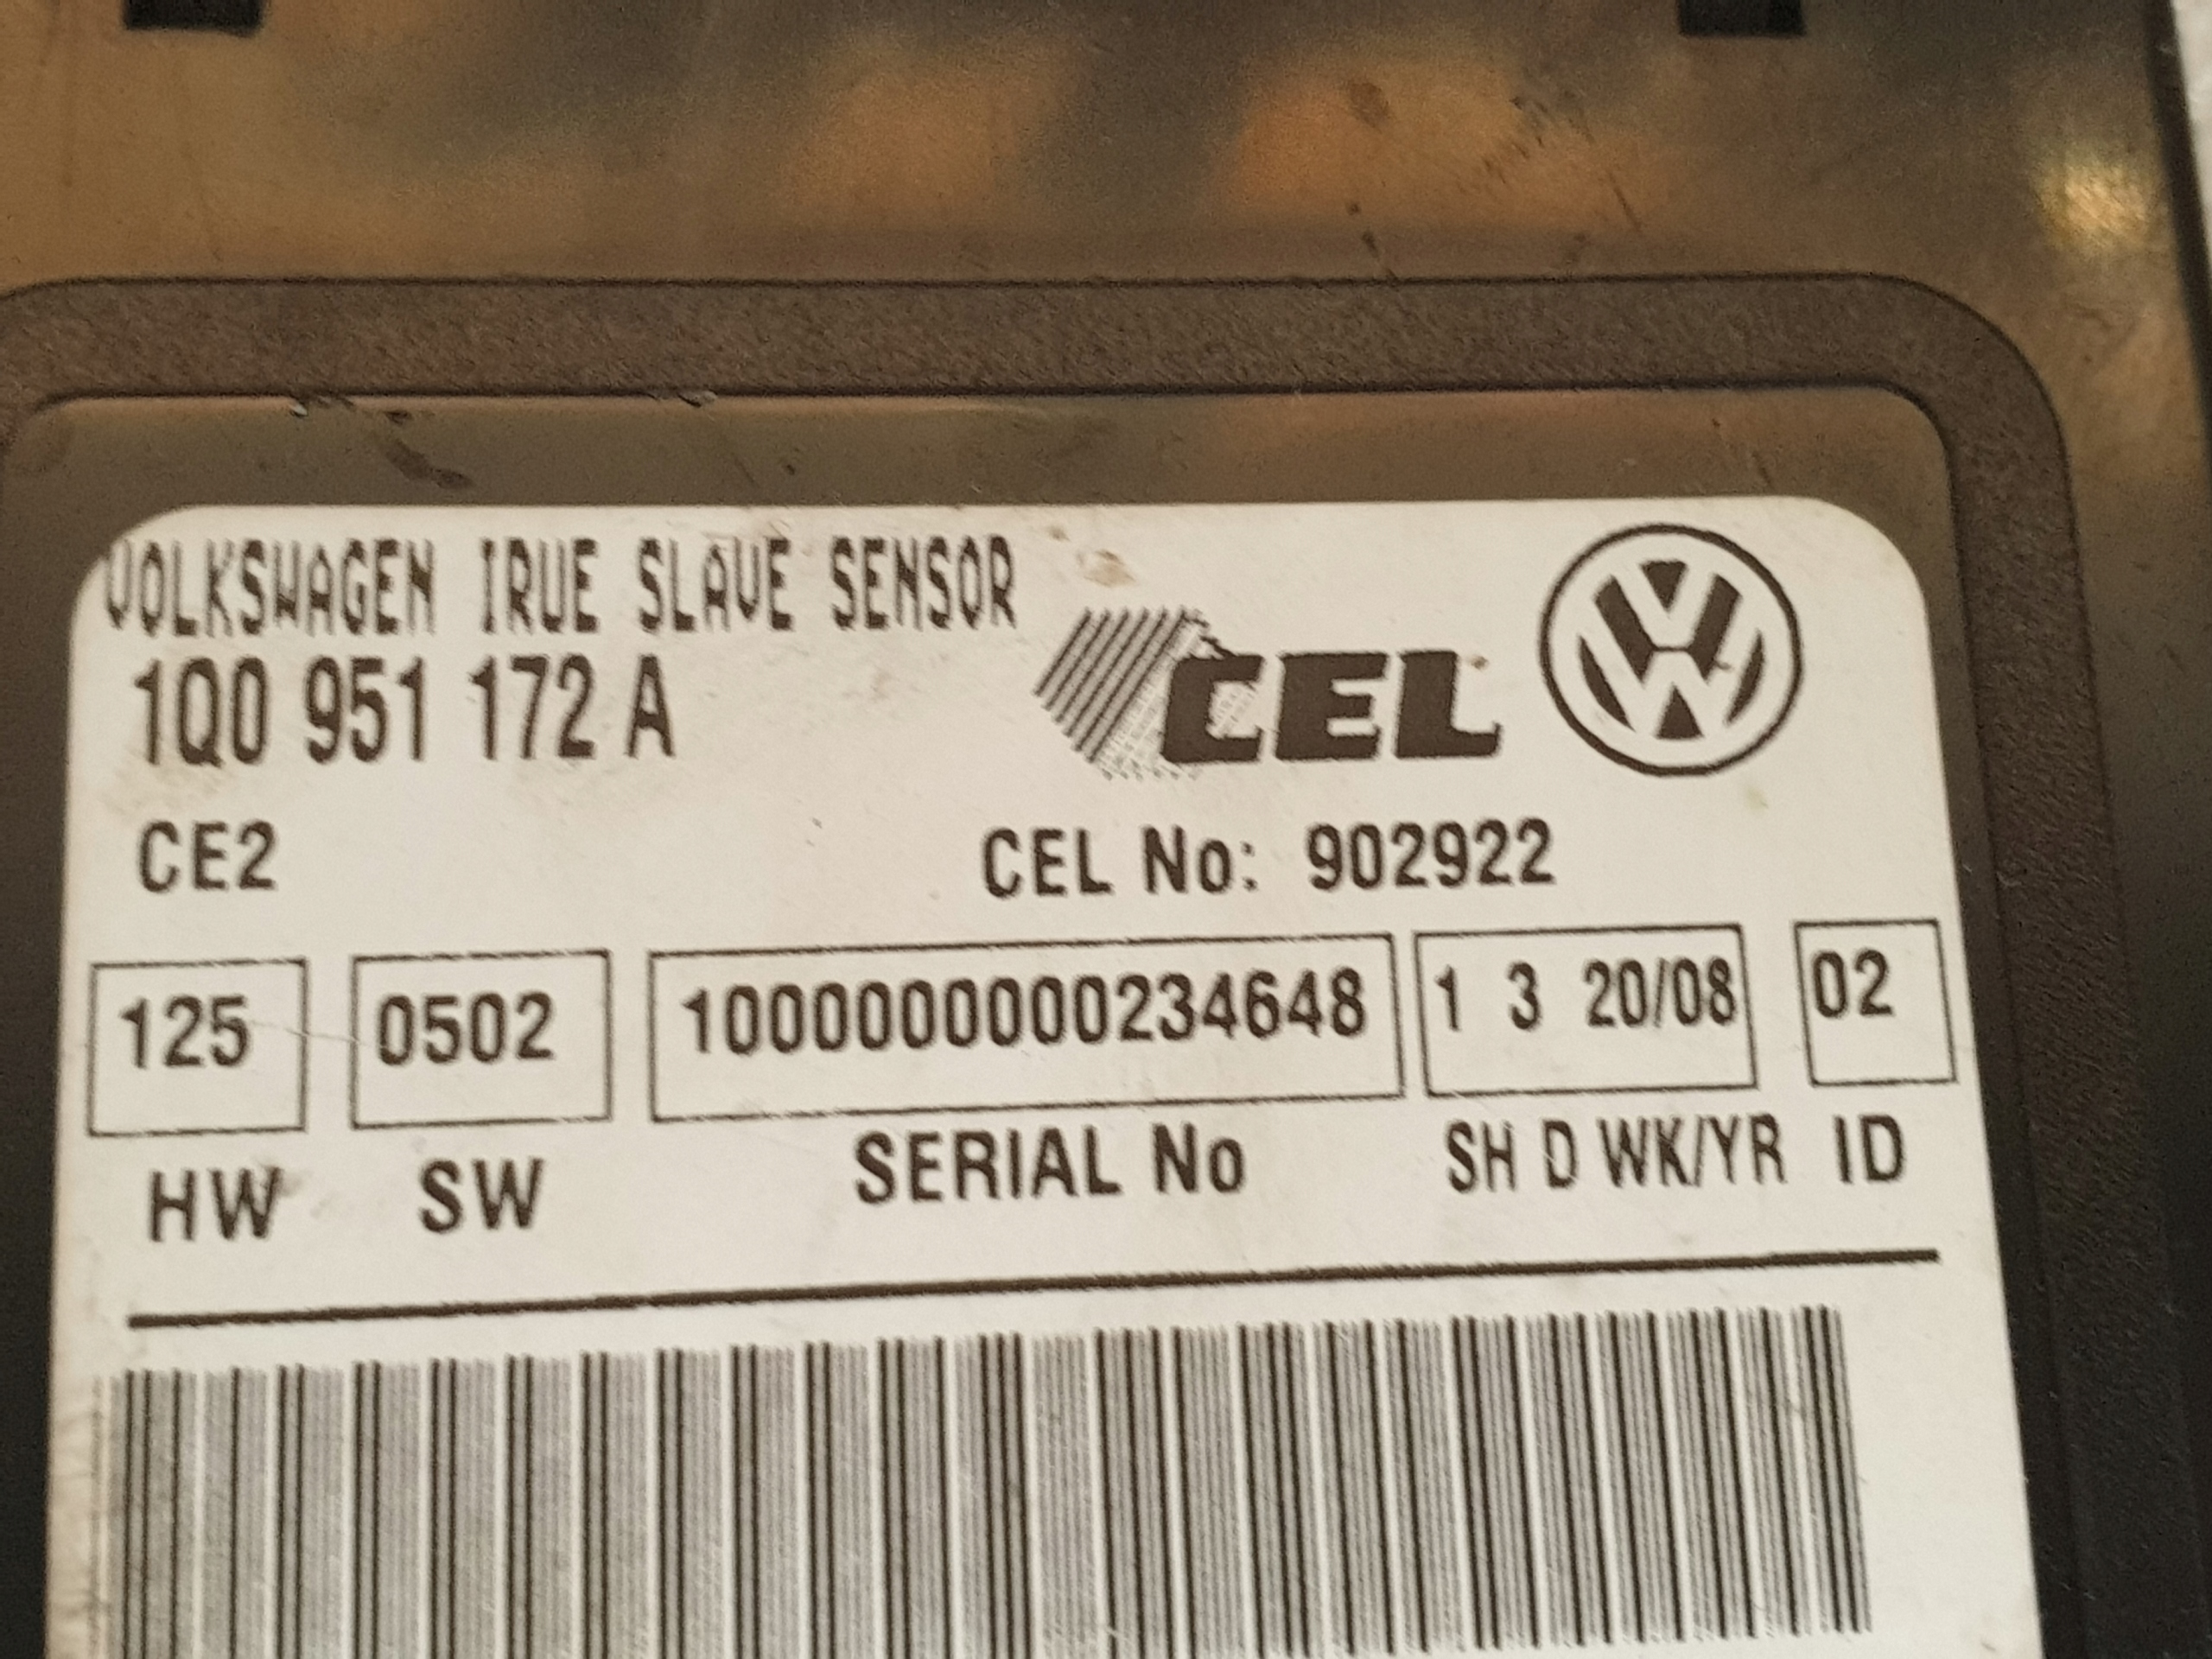 VOLKSWAGEN IRUE SLAVE SENSOR
1Q0 951 172 A
CEL
CE2 CEL No: 902922
125 0502 1000000000234648 1 3 20/08 02
HW SW SERIAL No SH D WK/YR ID